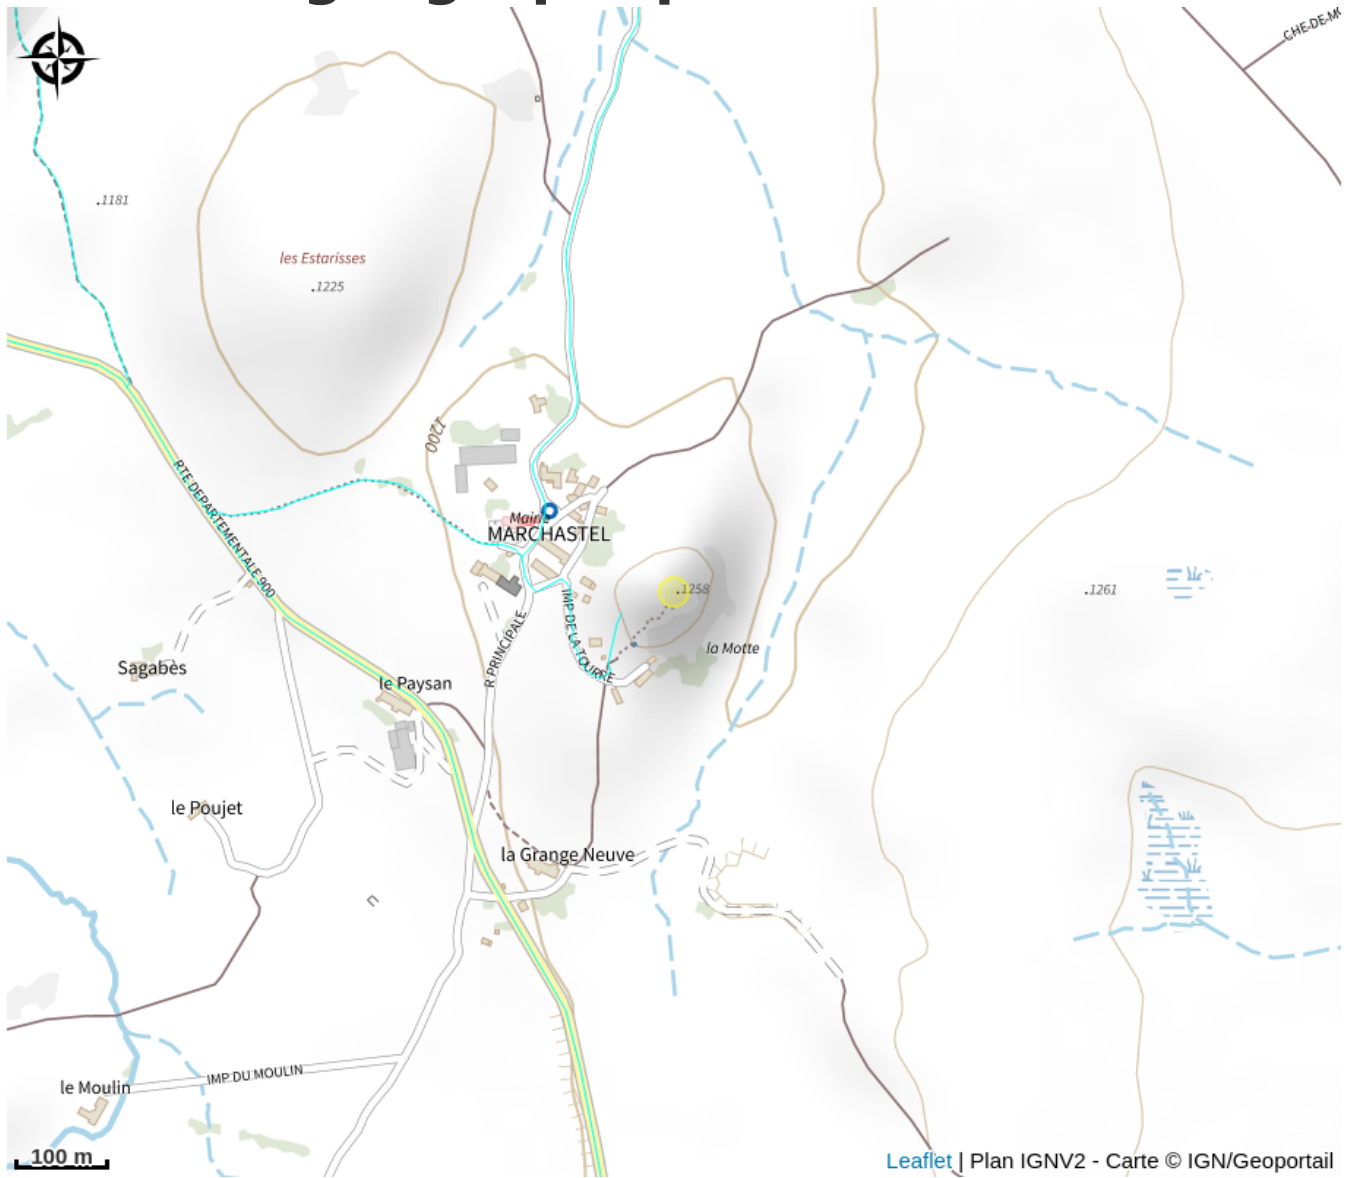 CHE-DE-M
.1181
les Estarisses
.1225
1200
RTE DEPARTEMENTALE 900
Mairie
MARCHASTEL
.1258
.1261
IMP DE LA TOURRE
R PRINCIPALE
la Motte
Sagabès
le Paysan
le Poujet
la Grange Neuve
IMP DU MOULIN
le Moulin
100 m
Leaflet | Plan IGNV2 - Carte © IGN/Geoportail